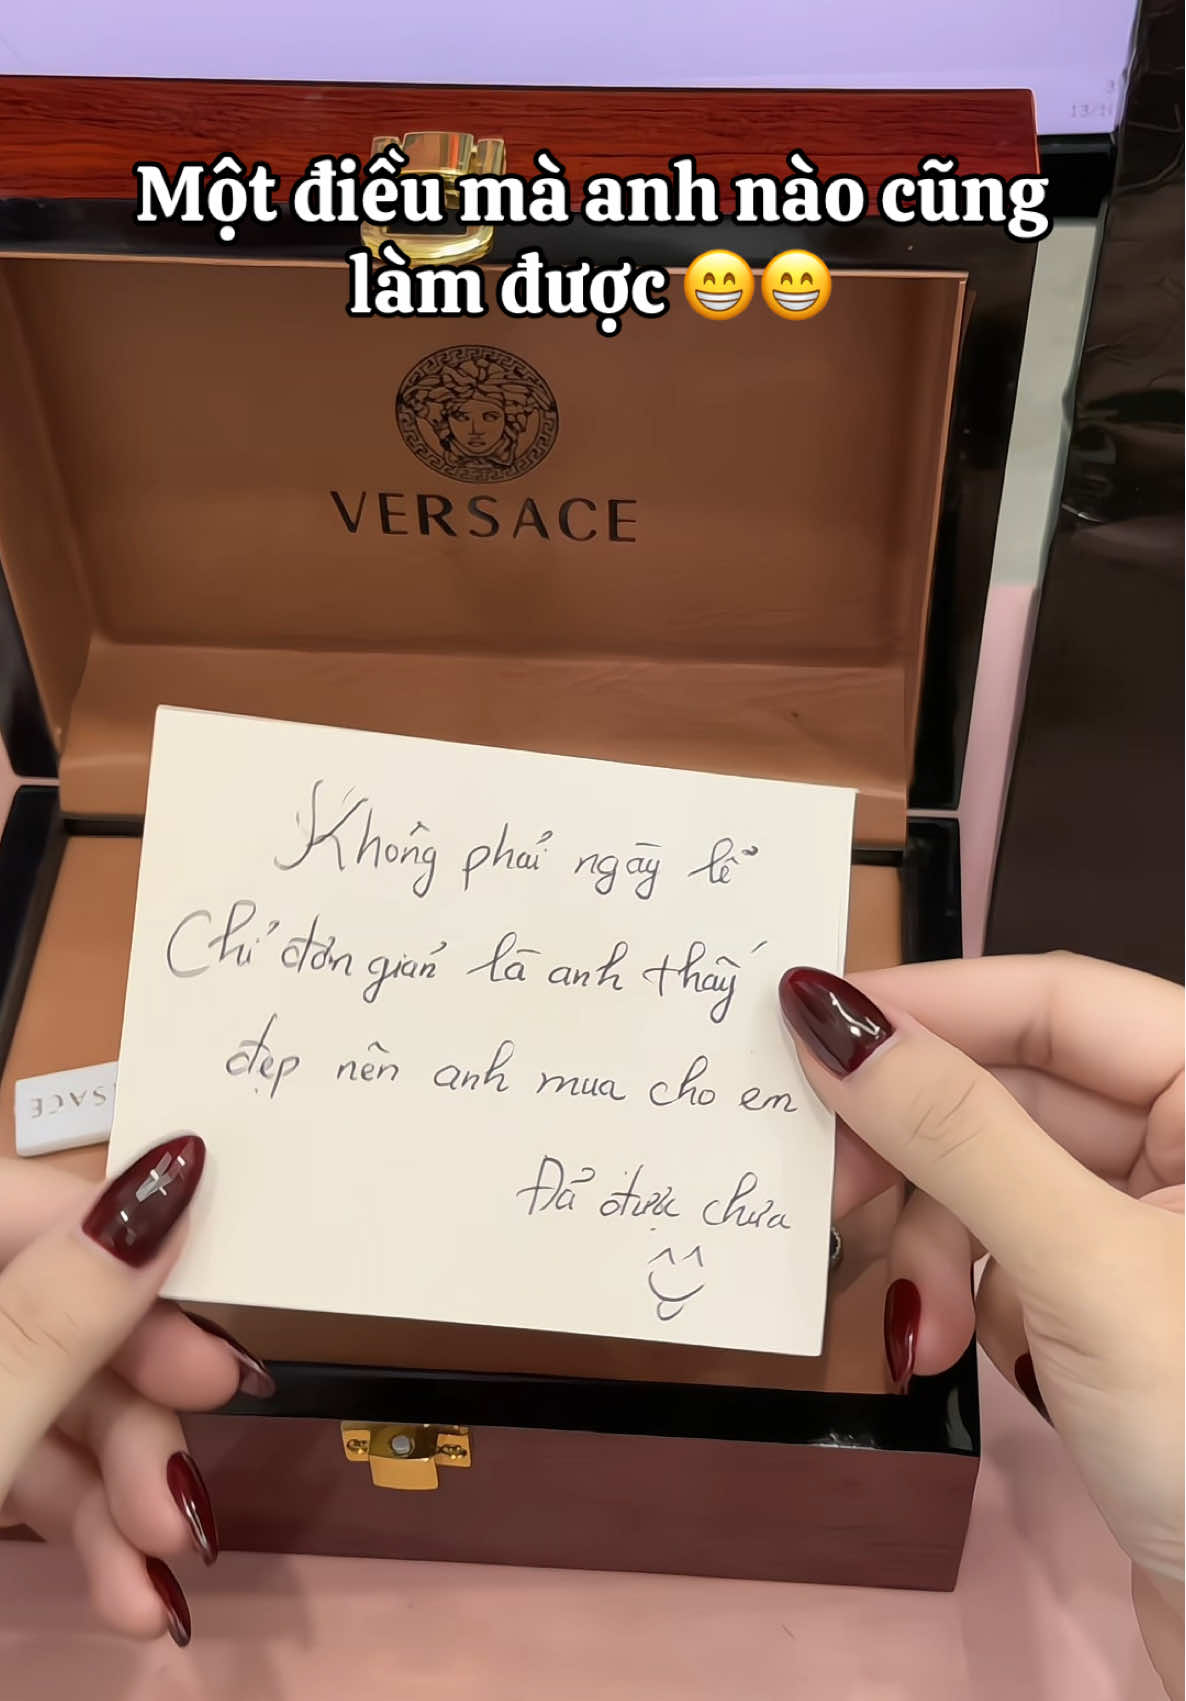 Một điều mà anh nào cũng
làm được 😁😁
VERSACE
Không phải ngày lễ
Chỉ đơn giản là anh thấy
đẹp nên anh mua cho em
Đã được chưa